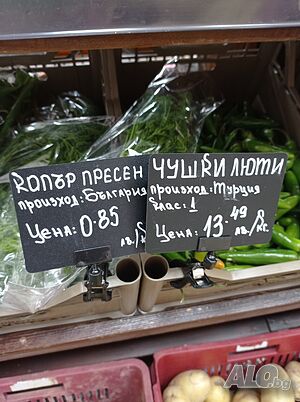 КОПЪР ПРЕСЕН
ПРОИЗХОД: БЪЛГАРИЯ
ЦЕНА: 0.85
лв./
ЧУШКИ ЛЮТИ
ПРОИЗХОД: ТУРЦИЯ
КЛАС: 1
ЦЕНА: 13.49 лв./кг.
ALO.bg